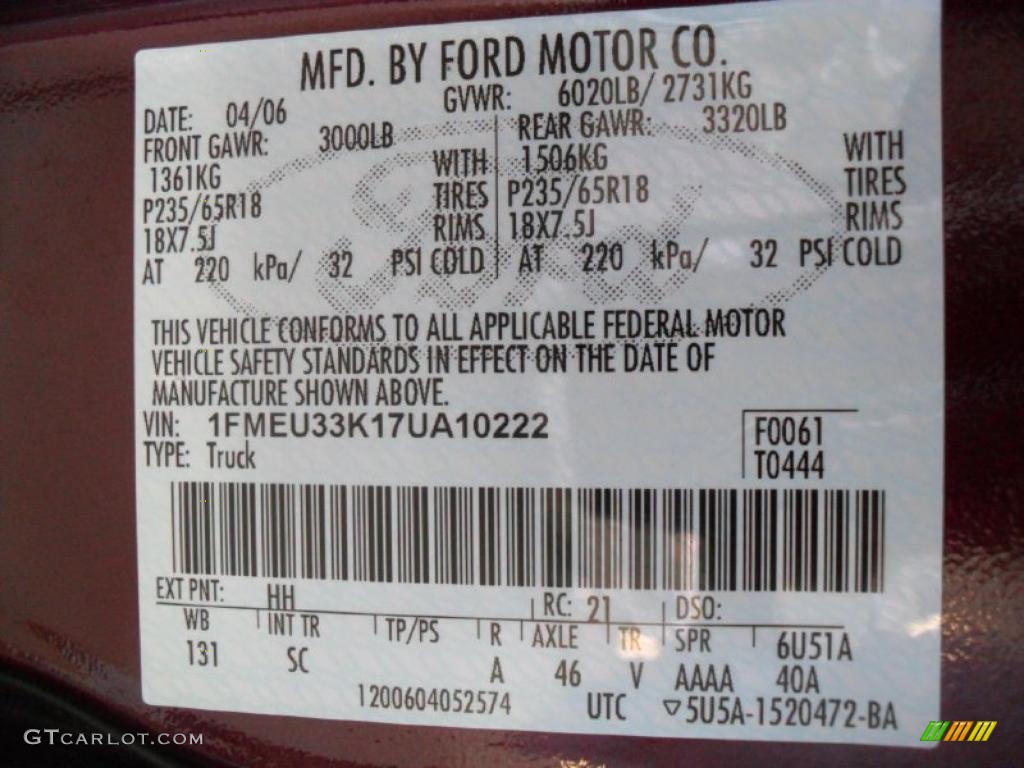 MFD. BY FORD MOTOR CO.
DATE: 04/06 GVWR: 6020LB/ 2731KG
FRONT GAWR: 3000LB REAR GAWR: 3320LB
1361KG WITH 1506KG WITH
P235/65R18 TIRES P235/65R18 TIRES
18X7.5J RIMS 18X7.5J RIMS
AT 220 kPa/ 32 PSI COLD AT 220 kPa/ 32 PSI COLD
THIS VEHICLE CONFORMS TO ALL APPLICABLE FEDERAL MOTOR
VEHICLE SAFETY STANDARDS IN EFFECT ON THE DATE OF
MANUFACTURE SHOWN ABOVE.
VIN: 1FMEU33K17UA10222 F0061
TYPE: Truck T0444
EXT PNT: HH RC: 21 DSO:
WB INT TR TP/PS R AXLE TR SPR 6U51A
131 SC A 46 V AAAA 40A
1200604052574 UTC ▽5U5A-1520472-BA
Ford
GTCARLOT.COM